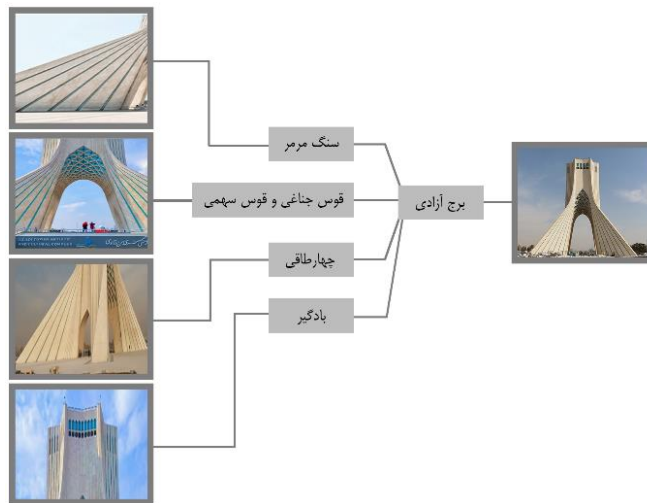 برج آزادی
سنگ مرمر
قوس جناغی و قوس سهمی
چهارطاقی
بادگیر